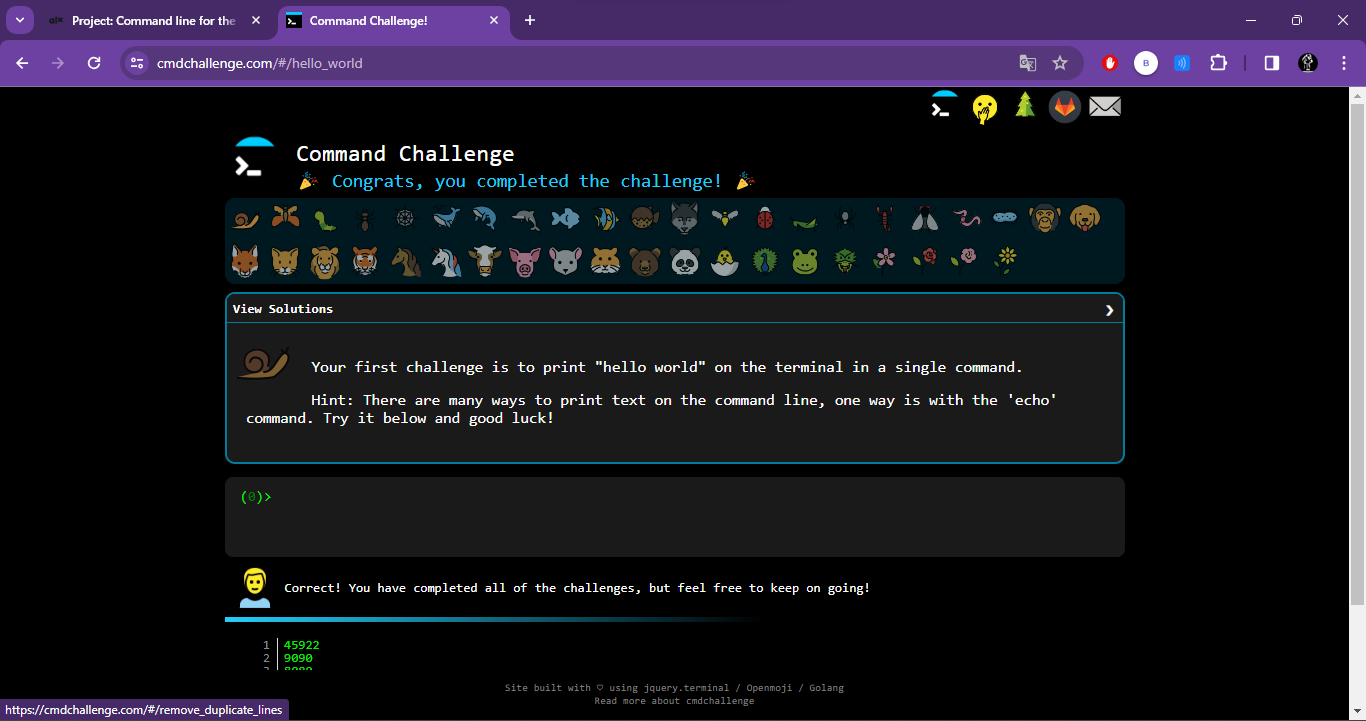 Project: Command line for the
Command Challenge!
cmdchallenge.com/#/hello_world
B
Command Challenge
Congrats, you completed the challenge!
View Solutions
Your first challenge is to print "hello world" on the terminal in a single command.
Hint: There are many ways to print text on the command line, one way is with the 'echo'
command. Try it below and good luck!
(0)>
Correct! You have completed all of the challenges, but feel free to keep on going!
1 45922
2 9090
Site built with ♡ using jquery.terminal / Openmoji / Golang
Read more about cmdchallenge
https://cmdchallenge.com/#/remove_duplicate_lines